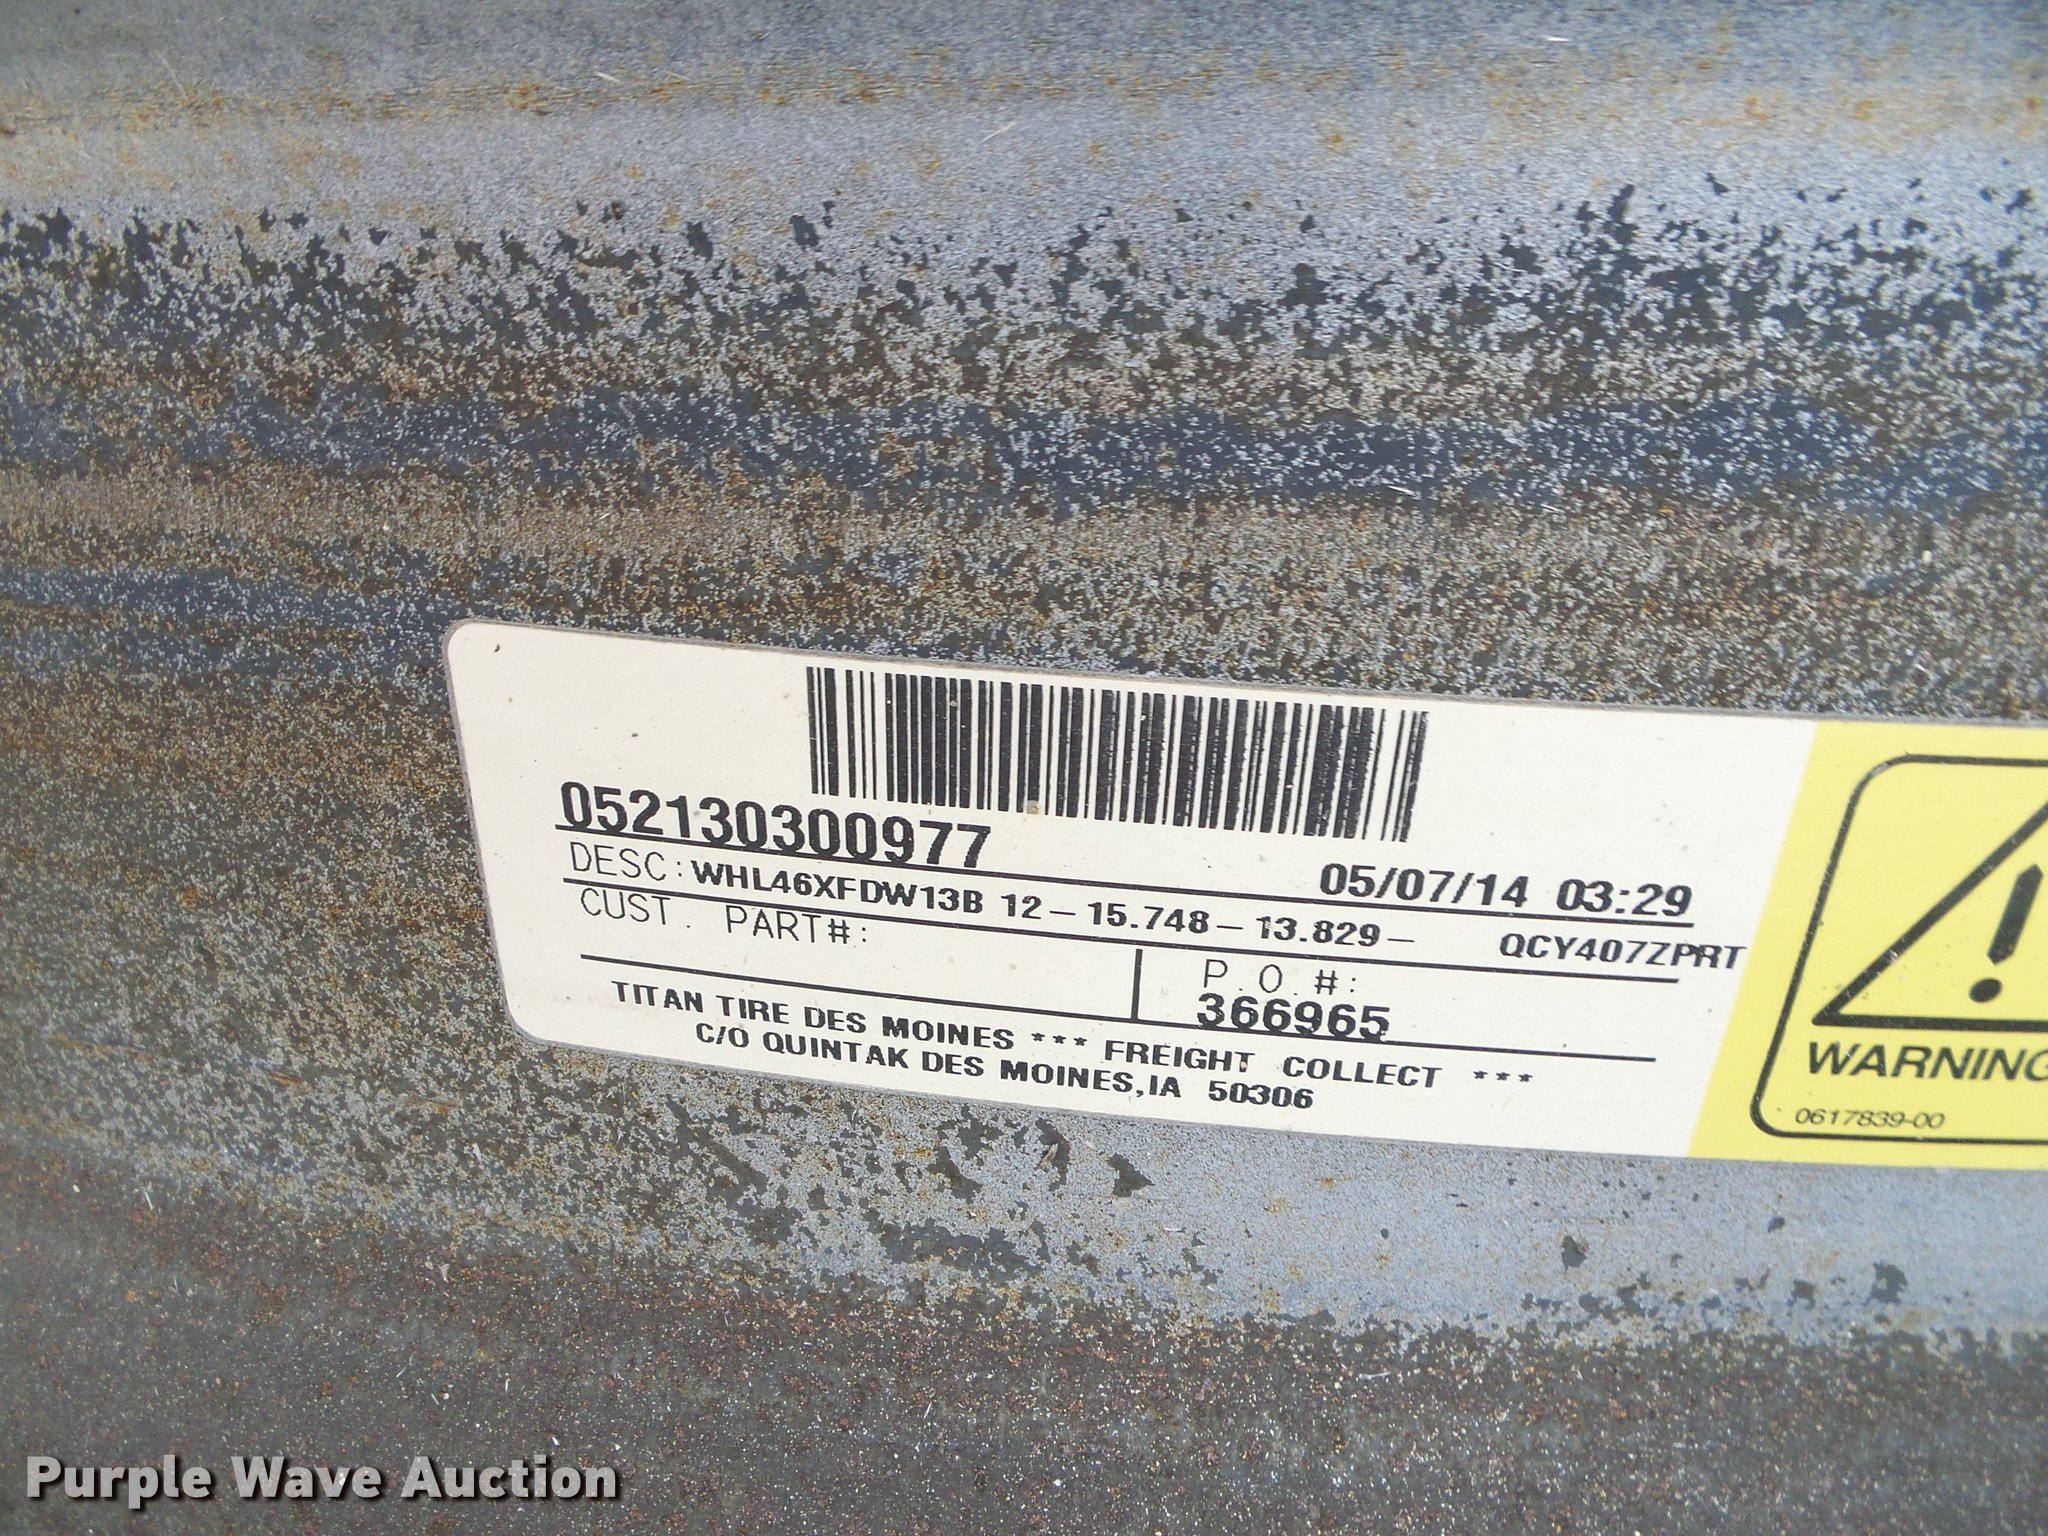 052130300977
05/07/14 03:29
DESC: WHL46XFDW13B 12-15.748-13.829- QCY407ZPRT
CUST. PART#:
P.O.#:
366965
TITAN TIRE DES MOINES *** FREIGHT COLLECT ***
C/O QUINTAK DES MOINES,IA 50306
WARNING
0617839-00
Purple Wave Auction